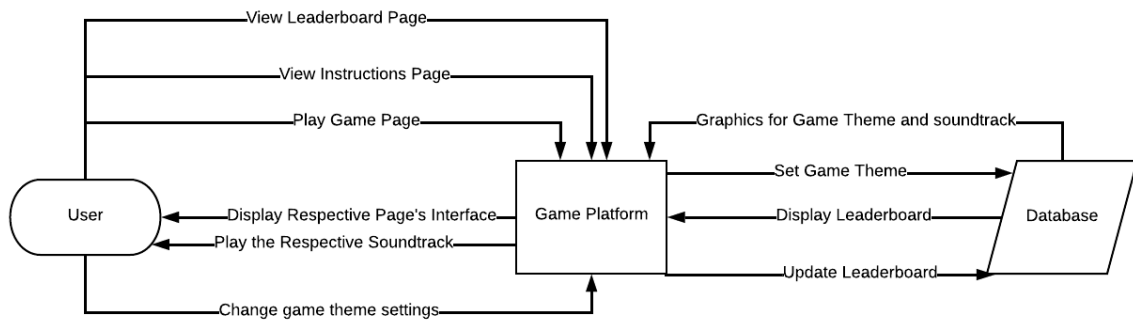 View Leaderboard Page
View Instructions Page
Play Game Page
Graphics for Game Theme and soundtrack
Set Game Theme
User
Display Respective Page's Interface
Game Platform
Display Leaderboard
Database
Play the Respective Soundtrack
Update Leaderboard
Change game theme settings